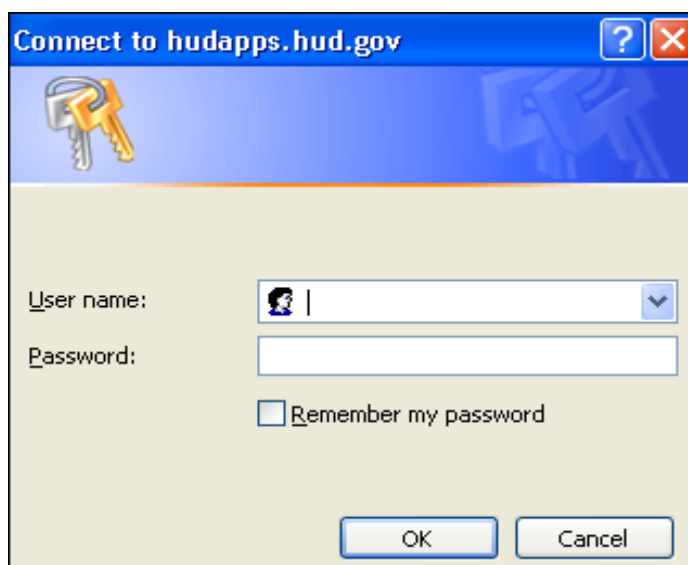 Connect to hudapps.hud.gov
User name:
Password:
Remember my password
OK Cancel